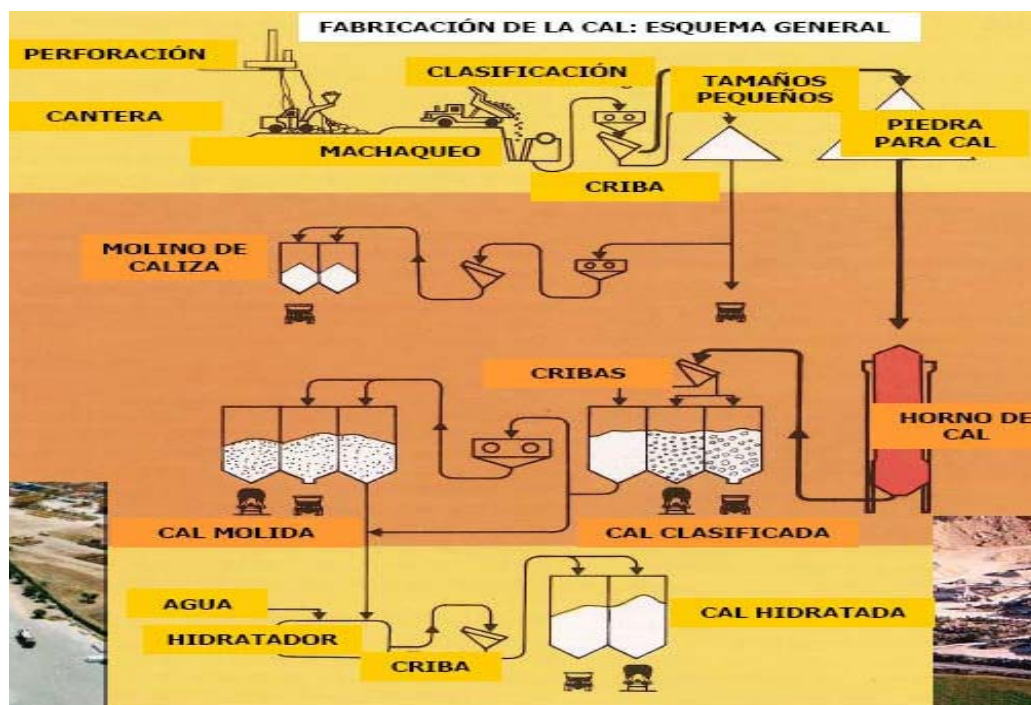 FABRICACIÓN DE LA CAL: ESQUEMA GENERAL
PERFORACIÓN
CLASIFICACIÓN
TAMAÑOS
PEQUEÑOS
CANTERA
PIEDRA
PARA CAL
MACHAQUEO
CRIBA
MOLINO DE
CALIZA
CRIBAS
HORNO DE
CAL
CAL MOLIDA
CAL CLASIFICADA
AGUA
CAL HIDRATADA
HIDRATADOR
CRIBA